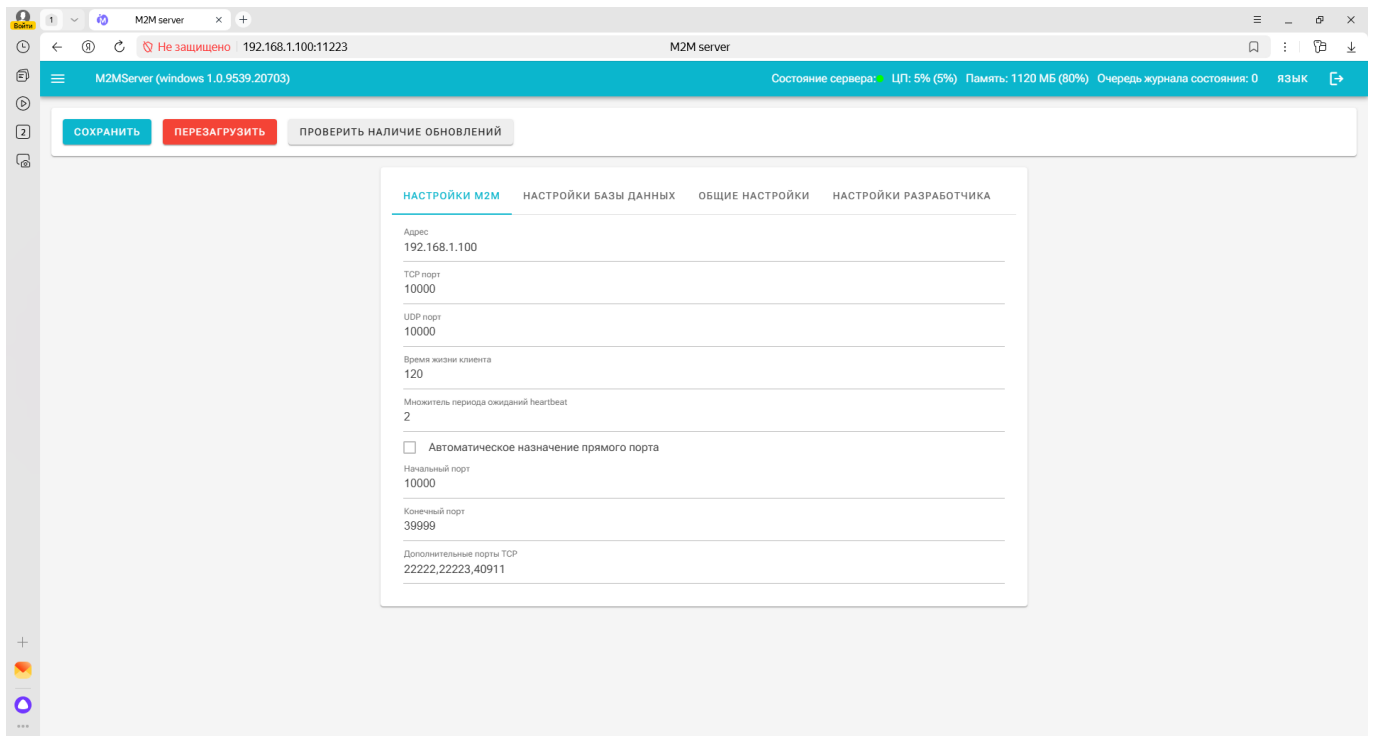 Войти
1
M2M server
Я
Не защищено
192.168.1.100:11223
M2M server
2
M2MServer (windows 1.0.9539.20703)
Состояние сервера: ЦП: 5% (5%) Память: 1120 МБ (80%) Очередь журнала состояния: 0 ЯЗЫК
СОХРАНИТЬ ПЕРЕЗАГРУЗИТЬ ПРОВЕРИТЬ НАЛИЧИЕ ОБНОВЛЕНИЙ
НАСТРОЙКИ M2M НАСТРОЙКИ БАЗЫ ДАННЫХ ОБЩИЕ НАСТРОЙКИ НАСТРОЙКИ РАЗРАБОТЧИКА
Адрес
192.168.1.100
TCP порт
10000
UDP порт
10000
Время жизни клиента
120
Множитель периода ожиданий heartbeat
2
Автоматическое назначение прямого порта
Начальный порт
10000
Конечный порт
39999
Дополнительные порты TCP
22222,22223,40911